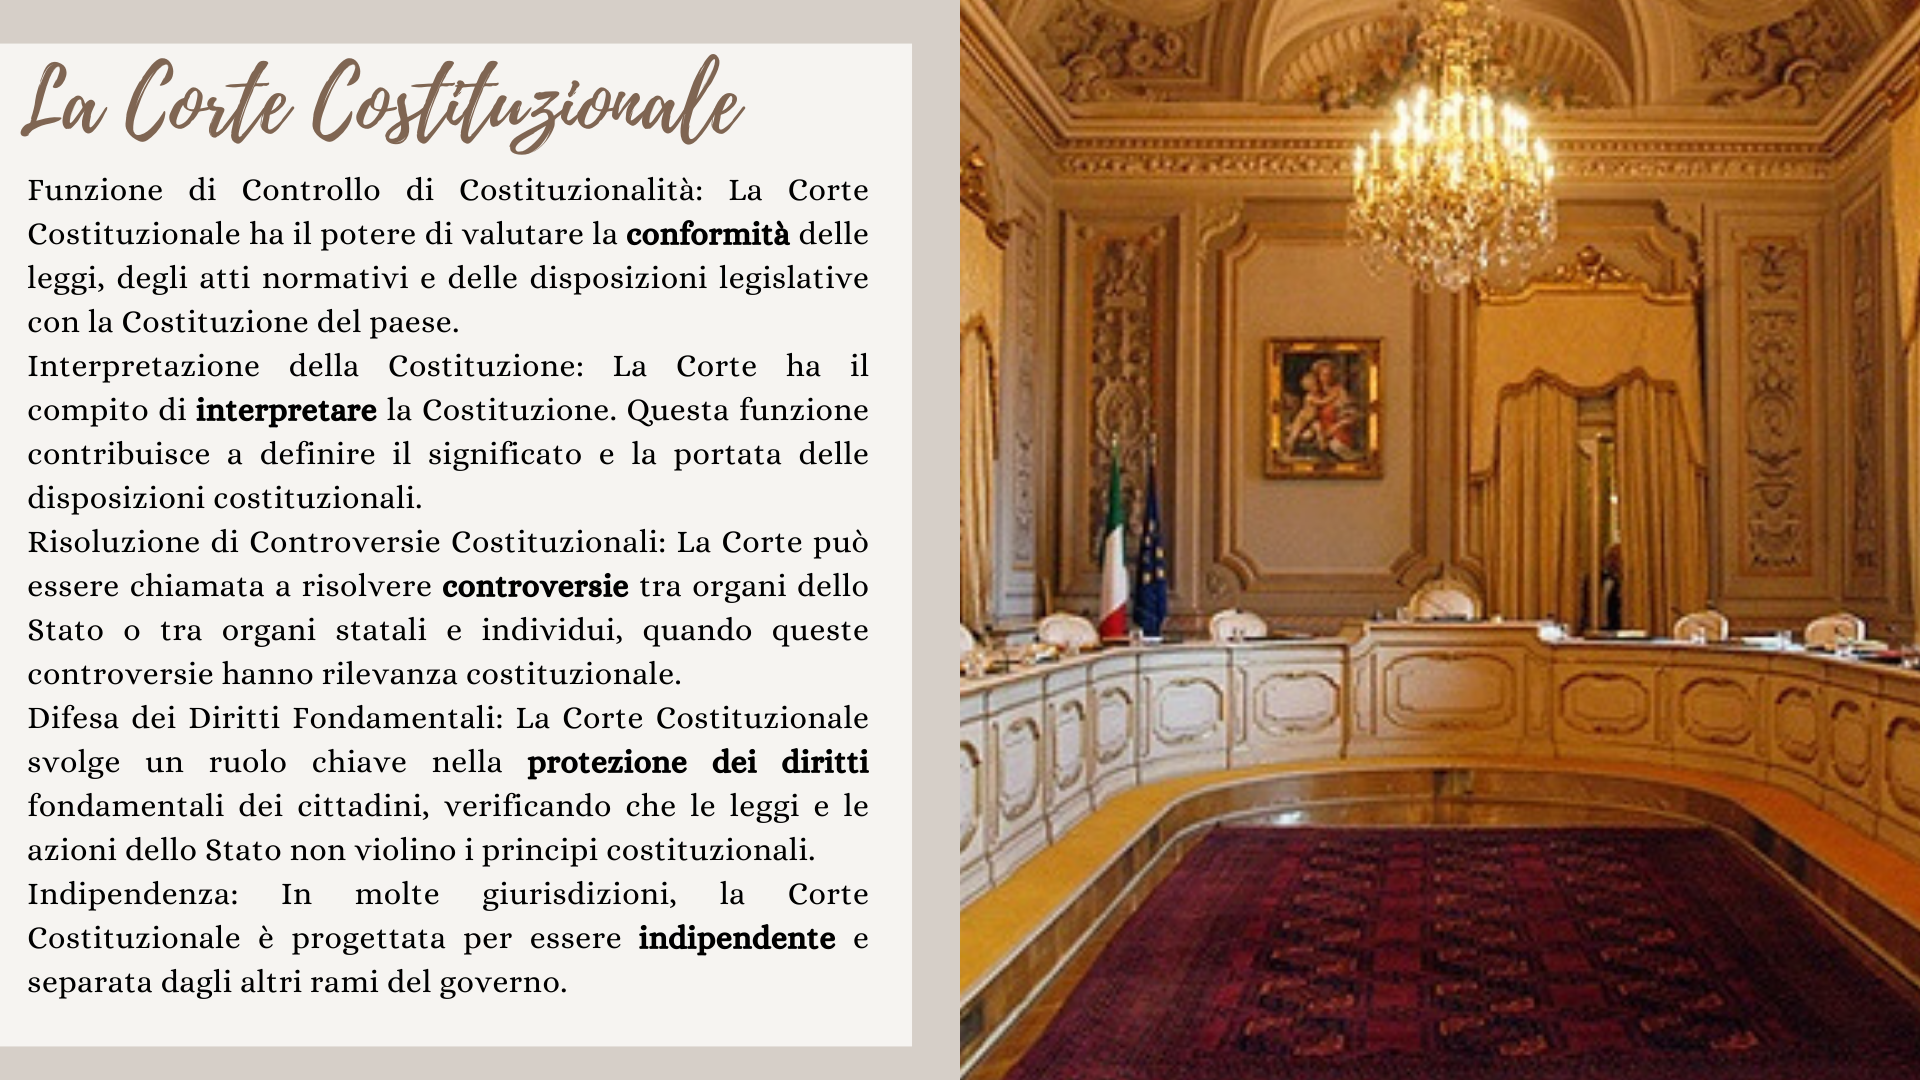 La Corte Costituzionale
Funzione di Controllo di Costituzionalità: La Corte
Costituzionale ha il potere di valutare la conformità delle
leggi, degli atti normativi e delle disposizioni legislative
con la Costituzione del paese.
Interpretazione della Costituzione: La Corte ha il
compito di interpretare la Costituzione. Questa funzione
contribuisce a definire il significato e la portata delle
disposizioni costituzionali.
Risoluzione di Controversie Costituzionali: La Corte può
essere chiamata a risolvere controversie tra organi dello
Stato o tra organi statali e individui, quando queste
controversie hanno rilevanza costituzionale.
Difesa dei Diritti Fondamentali: La Corte Costituzionale
svolge un ruolo chiave nella protezione dei diritti
fondamentali dei cittadini, verificando che le leggi e le
azioni dello Stato non violino i principi costituzionali.
Indipendenza: In molte giurisdizioni, la Corte
Costituzionale è progettata per essere indipendente e
separata dagli altri rami del governo.